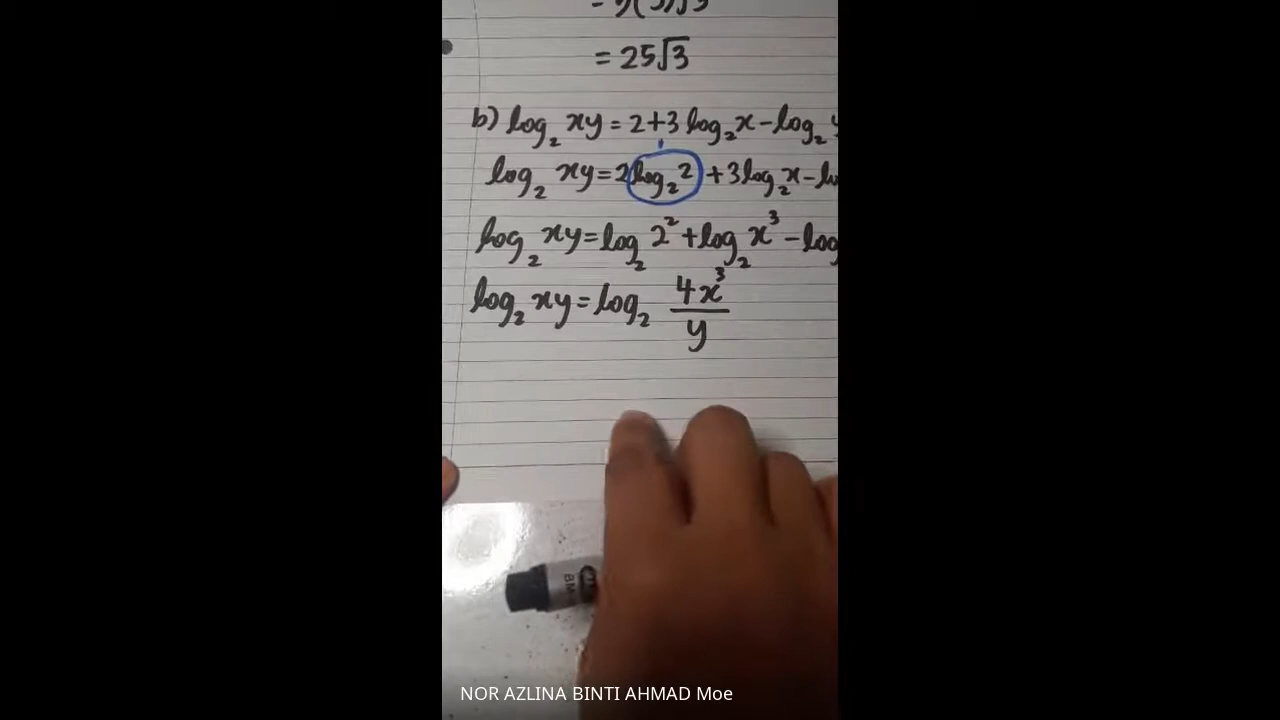 = 25√3
b) log₂ xy = 2 + 3 log₂ x - log₂ y
log₂ xy = 2 log₂ 2 + 3 log₂ x -
log₂ xy = log₂ 2² + log₂ x³ - log
log₂ xy = log₂ 4x³/y
NOR AZLINA BINTI AHMAD Moe